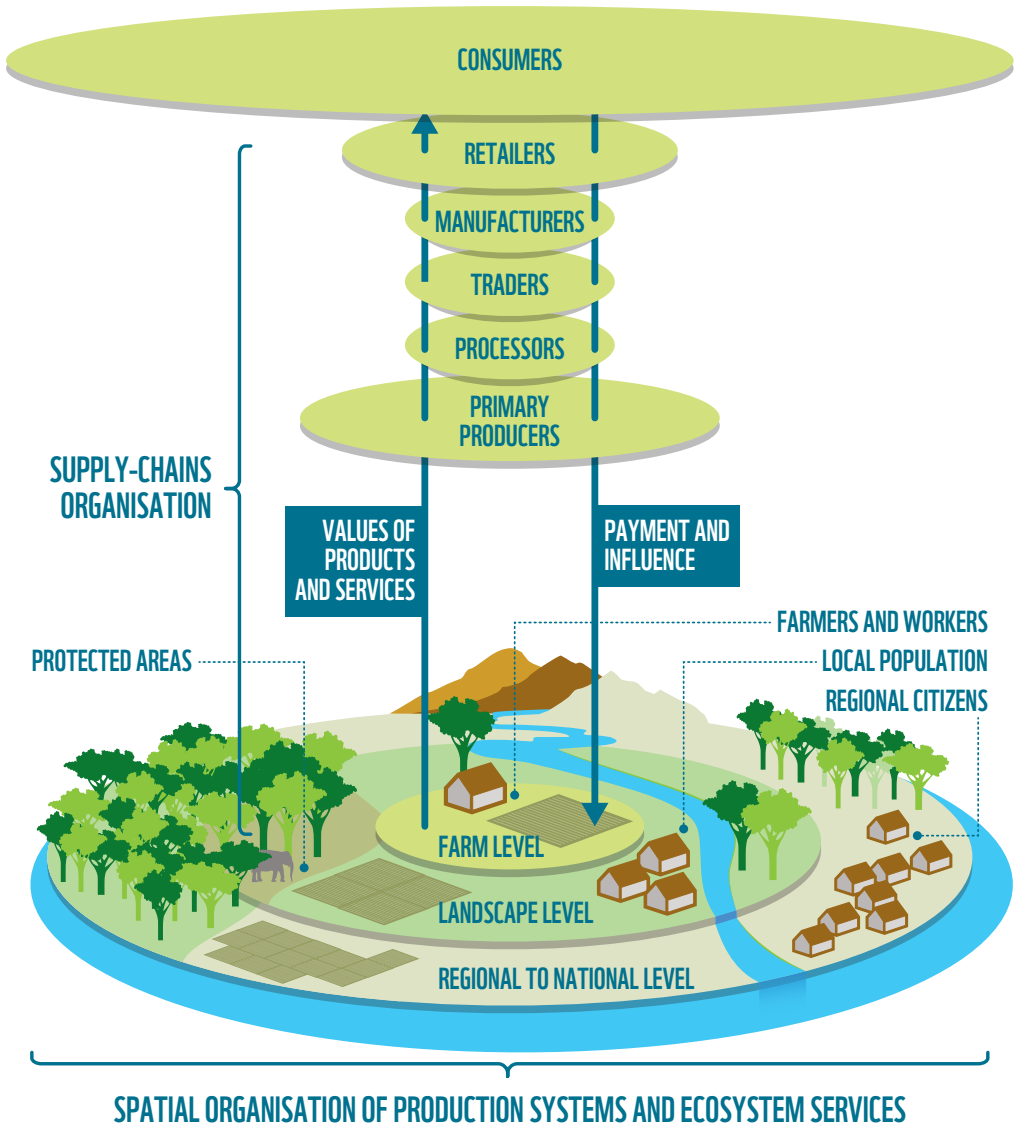 CONSUMERS
RETAILERS
MANUFACTURERS
TRADERS
PROCESSORS
PRIMARY
PRODUCERS
SUPPLY-CHAINS
ORGANISATION
VALUES OF
PRODUCTS
AND SERVICES
PAYMENT AND
INFLUENCE
FARMERS AND WORKERS
PROTECTED AREAS
LOCAL POPULATION
REGIONAL CITIZENS
FARM LEVEL
LANDSCAPE LEVEL
REGIONAL TO NATIONAL LEVEL
SPATIAL ORGANISATION OF PRODUCTION SYSTEMS AND ECOSYSTEM SERVICES